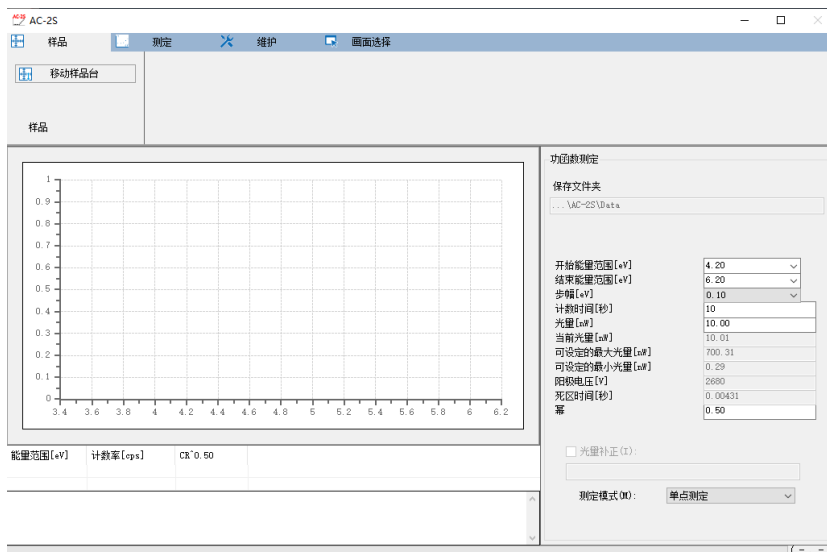 AC-2S
样品 测定 维护 画面选择
移动样品台
样品
功函数测定
保存文件夹
...\AC-2S\Data
1
0.9
0.8
0.7
0.6
0.5
0.4
0.3
0.2
0.1
0
3.4 3.6 3.8 4 4.2 4.4 4.6 4.8 5 5.2 5.4 5.6 5.8 6 6.2
开始能量范围[eV] 4.20
结束能量范围[eV] 6.20
步幅[eV] 0.10
计数时间[秒] 10
光量[nW] 10.00
当前光量[nW] 10.01
可设定的最大光量[nW] 700.31
可设定的最小光量[nW] 0.29
阳极电压[V] 2680
死区时间[秒] 0.00431
幂 0.50
能量范围[eV] 计数率[cps] CR^0.50
光量补正(I):
测定模式(M): 单点测定